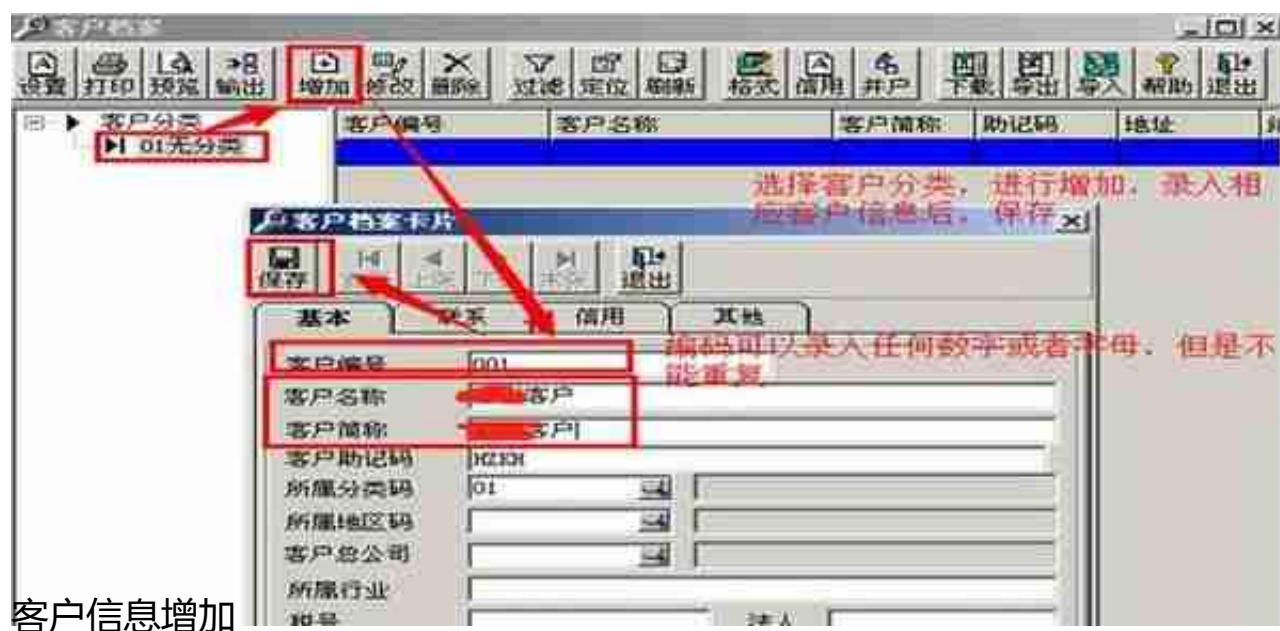 客户档案
设置 打印 预览 输出 增加 修改 删除 过滤 定位 刷新 格式 信用 并户 下载 导出 导入 帮助 退出
客户分类
01无分类
客户编号 客户名称 客户简称 助记码 地址
选择客户分类，进行增加，录入相
应客户信息后，保存
客户档案卡片
保存 退出
基本 联系 信用 其他
编码可以录入任何数字或者字母，但是不
能重复
客户编号 001
客户名称 客户
客户简称 客户
客户助记码 HZKH
所属分类码 01
所属地区码
客户总公司
所属行业
税号 法人
客户信息增加